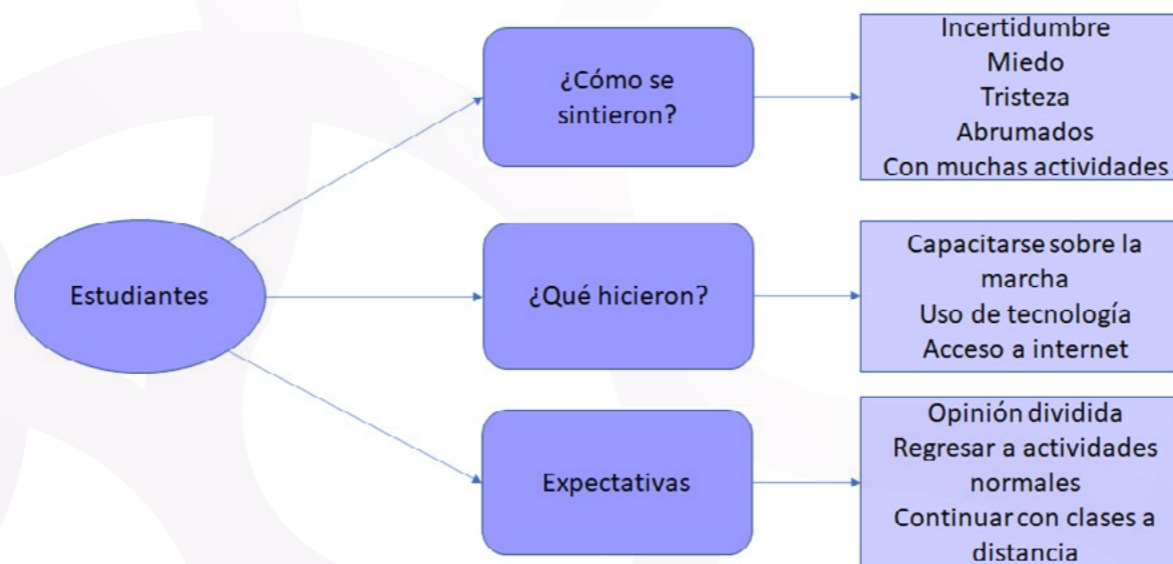 Estudiantes
¿Cómo se
sintieron?
Incertidumbre
Miedo
Tristeza
Abrumados
Con muchas actividades
¿Qué hicieron?
Capacitarse sobre la
marcha
Uso de tecnología
Acceso a internet
Expectativas
Opinión dividida
Regresar a actividades
normales
Continuar con clases a
distancia